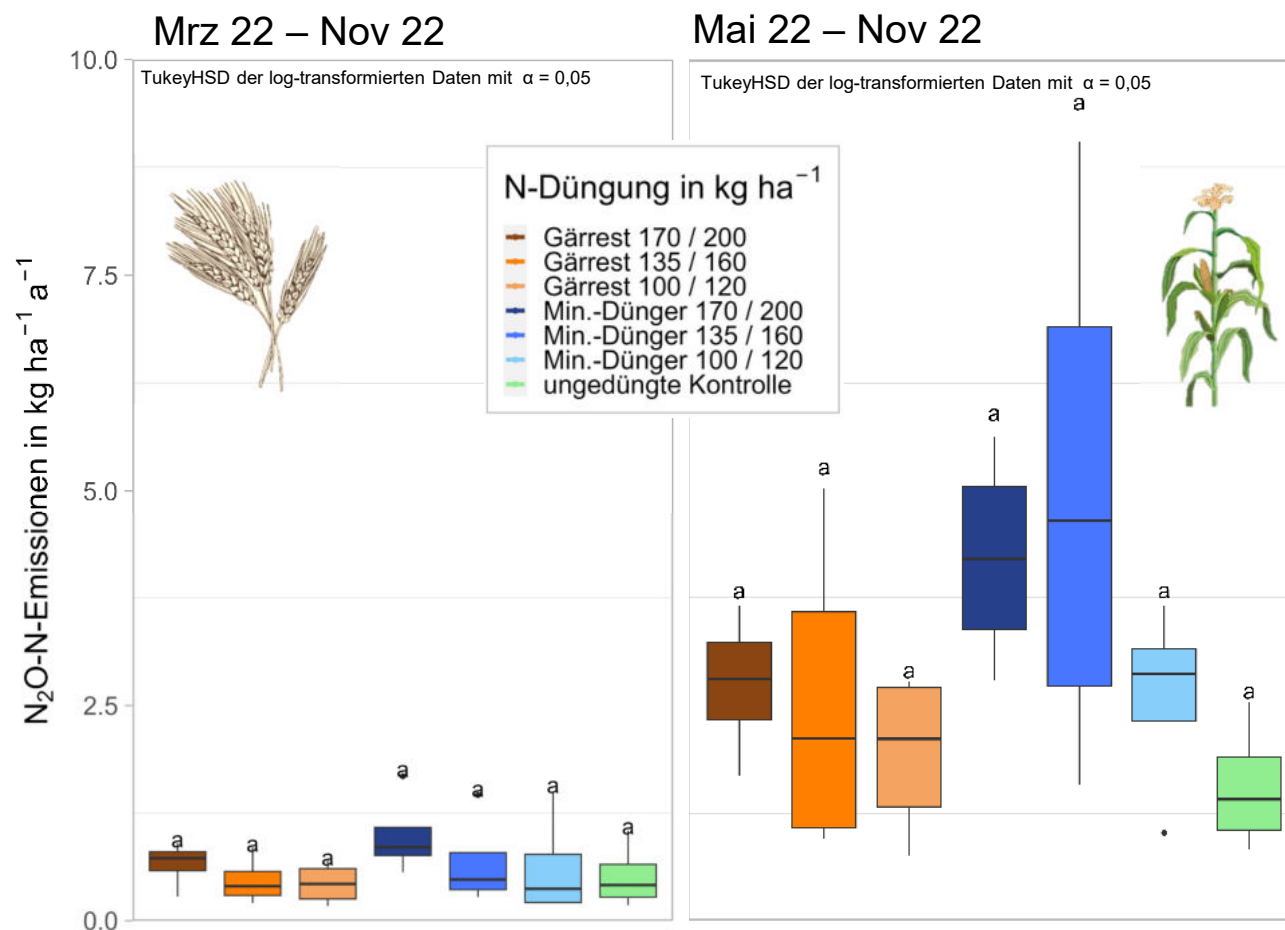 Mrz 22 – Nov 22
Mai 22 – Nov 22
TukeyHSD der log-transformierten Daten mit α = 0,05
TukeyHSD der log-transformierten Daten mit α = 0,05
N₂O-N-Emissionen in kg ha⁻¹ a⁻¹
10.0
7.5
5.0
2.5
0.0
N-Düngung in kg ha⁻¹
Gärrest 170 / 200
Gärrest 135 / 160
Gärrest 100 / 120
Min.-Dünger 170 / 200
Min.-Dünger 135 / 160
Min.-Dünger 100 / 120
ungedüngte Kontrolle
a a a a a a a
a a a a a a a